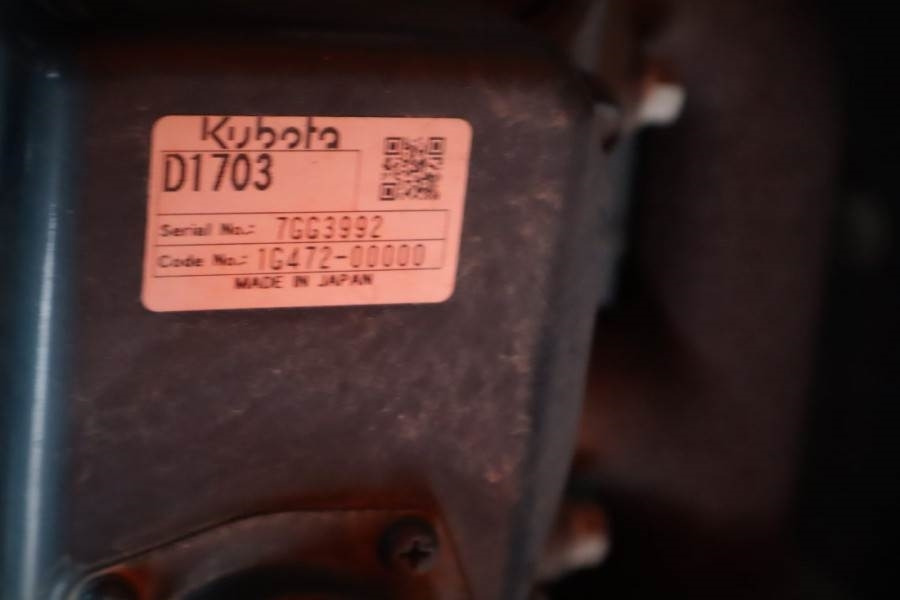 Kubota
D1703
Serial No.: 7GG3992
Code No.: 1G472-00000
MADE IN JAPAN